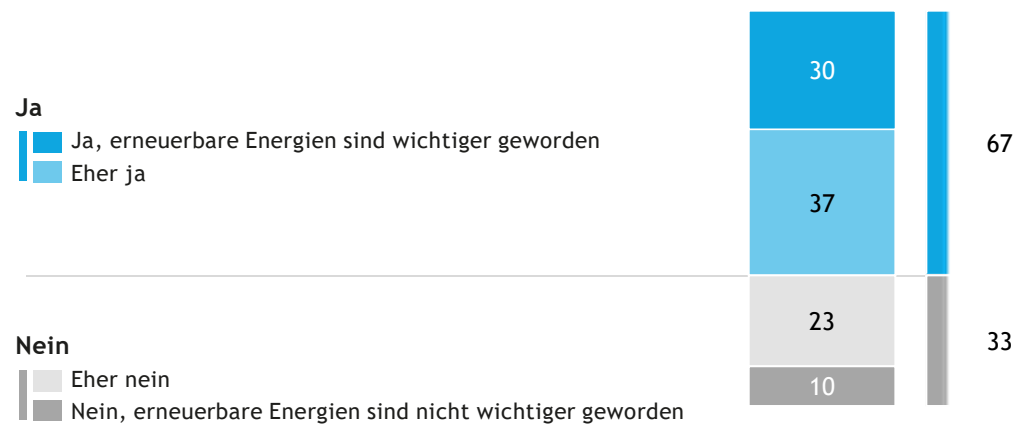 30
Ja
Ja, erneuerbare Energien sind wichtiger geworden
67
Eher ja
37
23
Nein
33
Eher nein
10
Nein, erneuerbare Energien sind nicht wichtiger geworden